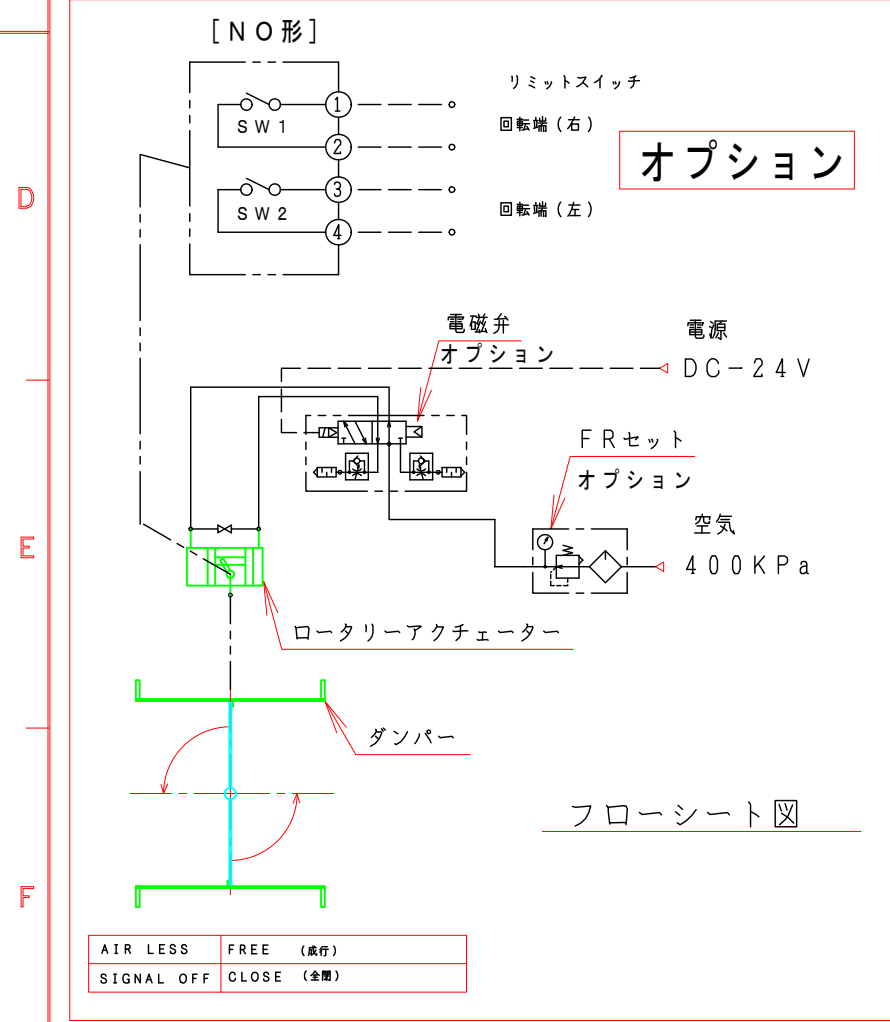 [NO形]
リミットスイッチ
1
SW1
回転端(右)
2
オプション
D
3
SW2
回転端(左)
4
電磁弁
オプション
電源
DC-24V
FRセット
オプション
空気
400KPa
E
ロータリーアクチェーター
ダンパー
フローシート図
F
AIR LESS FREE (成行)
SIGNAL OFF CLOSE (全閉)